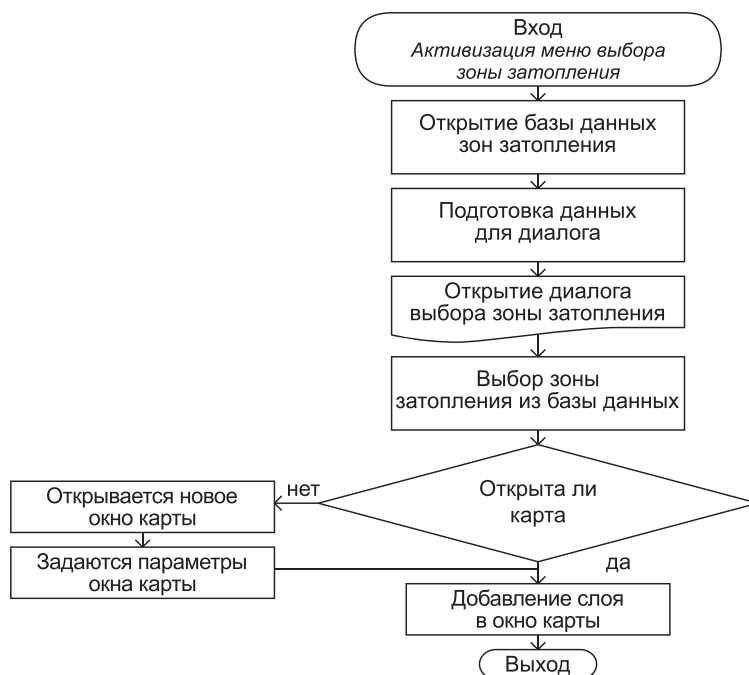 Вход
Активизация меню выбора
зоны затопления
Открытие базы данных
зон затопления
Подготовка данных
для диалога
Открытие диалога
выбора зоны затопления
Выбор зоны
затопления из базы данных
Открыта ли
карта
нет
Открывается новое
окно карты
Задаются параметры
окна карты
да
Добавление слоя
в окно карты
Выход